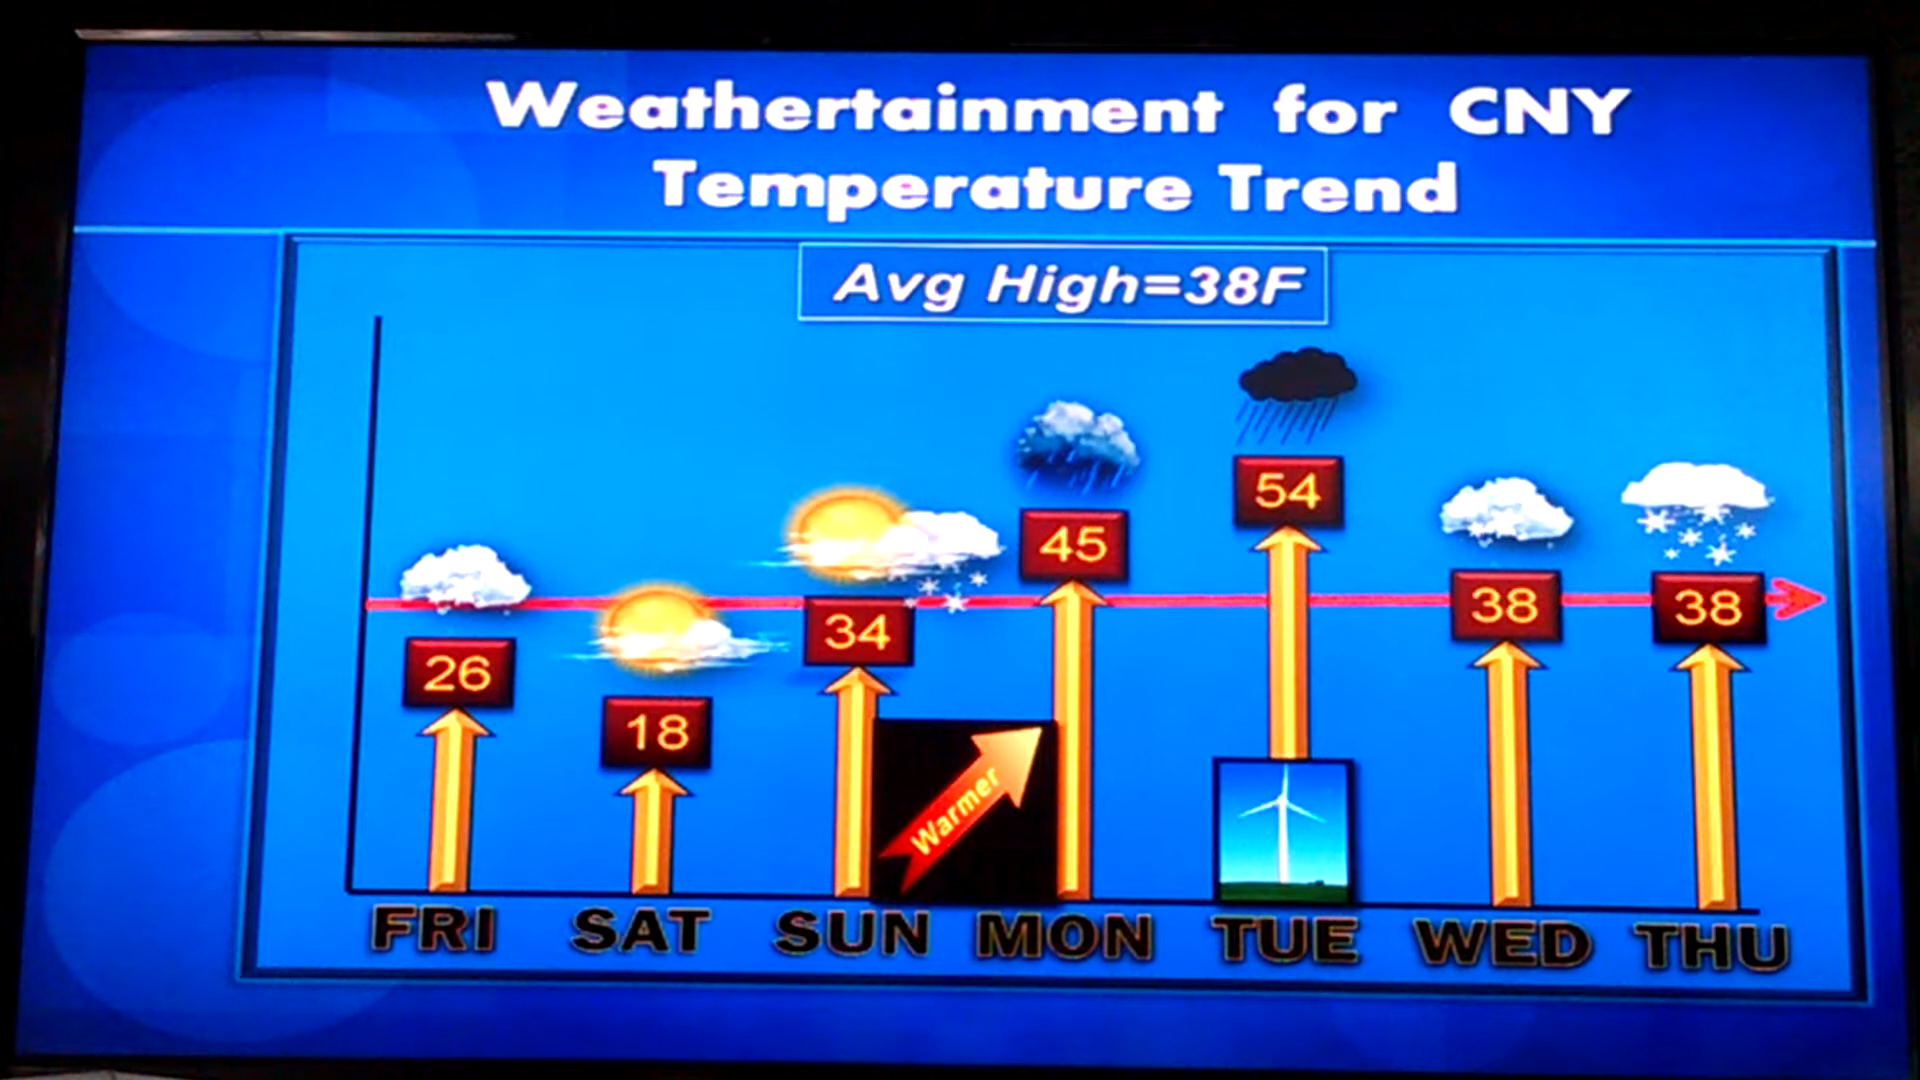 Weathertainment for CNY
Temperature Trend
Avg High=38F
26
18
34
45
54
38
38
Warmer
FRI SAT SUN MON TUE WED THU